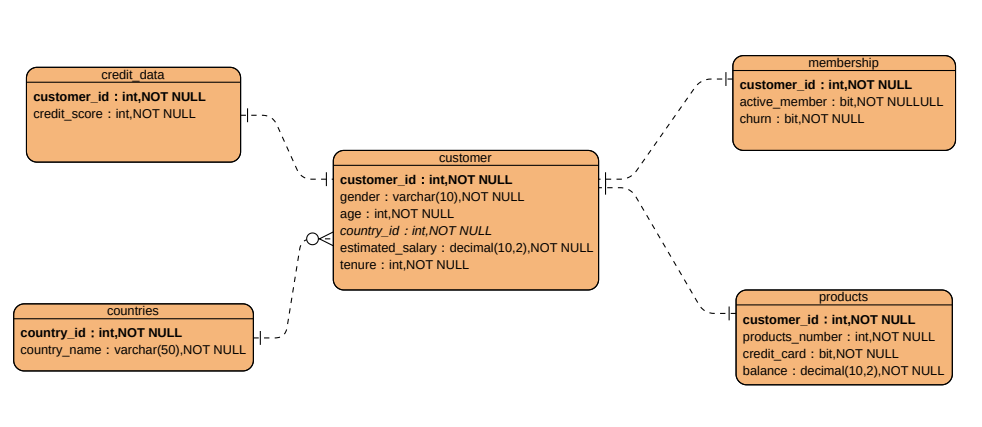 credit_data
customer_id : int,NOT NULL
credit_score : int,NOT NULL
membership
customer_id : int,NOT NULL
active_member : bit,NOT NULLULL
churn : bit,NOT NULL
customer
customer_id : int,NOT NULL
gender : varchar(10),NOT NULL
age : int,NOT NULL
country_id : int,NOT NULL
estimated_salary : decimal(10,2),NOT NULL
tenure : int,NOT NULL
countries
country_id : int,NOT NULL
country_name : varchar(50),NOT NULL
products
customer_id : int,NOT NULL
products_number : int,NOT NULL
credit_card : bit,NOT NULL
balance : decimal(10,2),NOT NULL